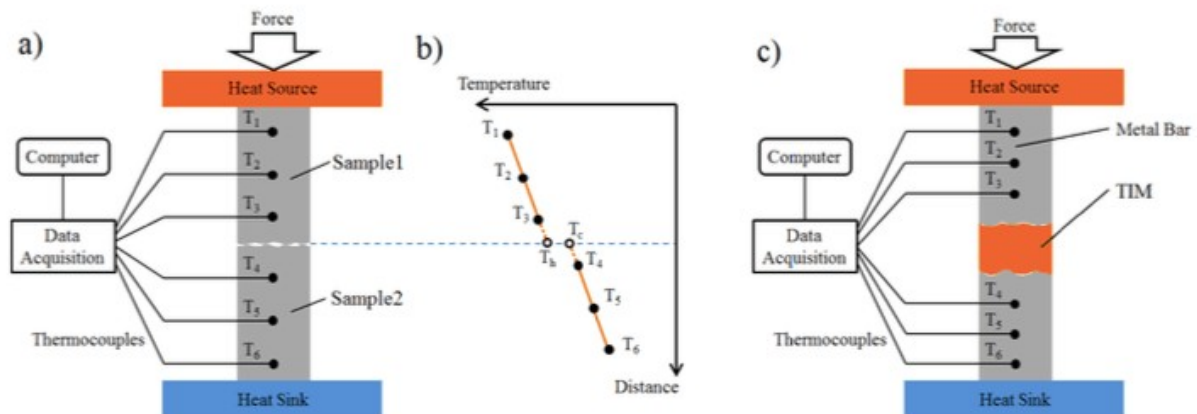 a)
Force
Heat Source
T1
T2
T3
T4
T5
T6
Computer
Data
Acquisition
Thermocouples
Sample1
Sample2
Heat Sink
b)
Temperature
T1
T2
T3
Th
Tc
T4
T5
T6
Distance
c)
Force
Heat Source
T1
T2
T3
T4
T5
T6
Computer
Data
Acquisition
Thermocouples
Metal Bar
TIM
Heat Sink